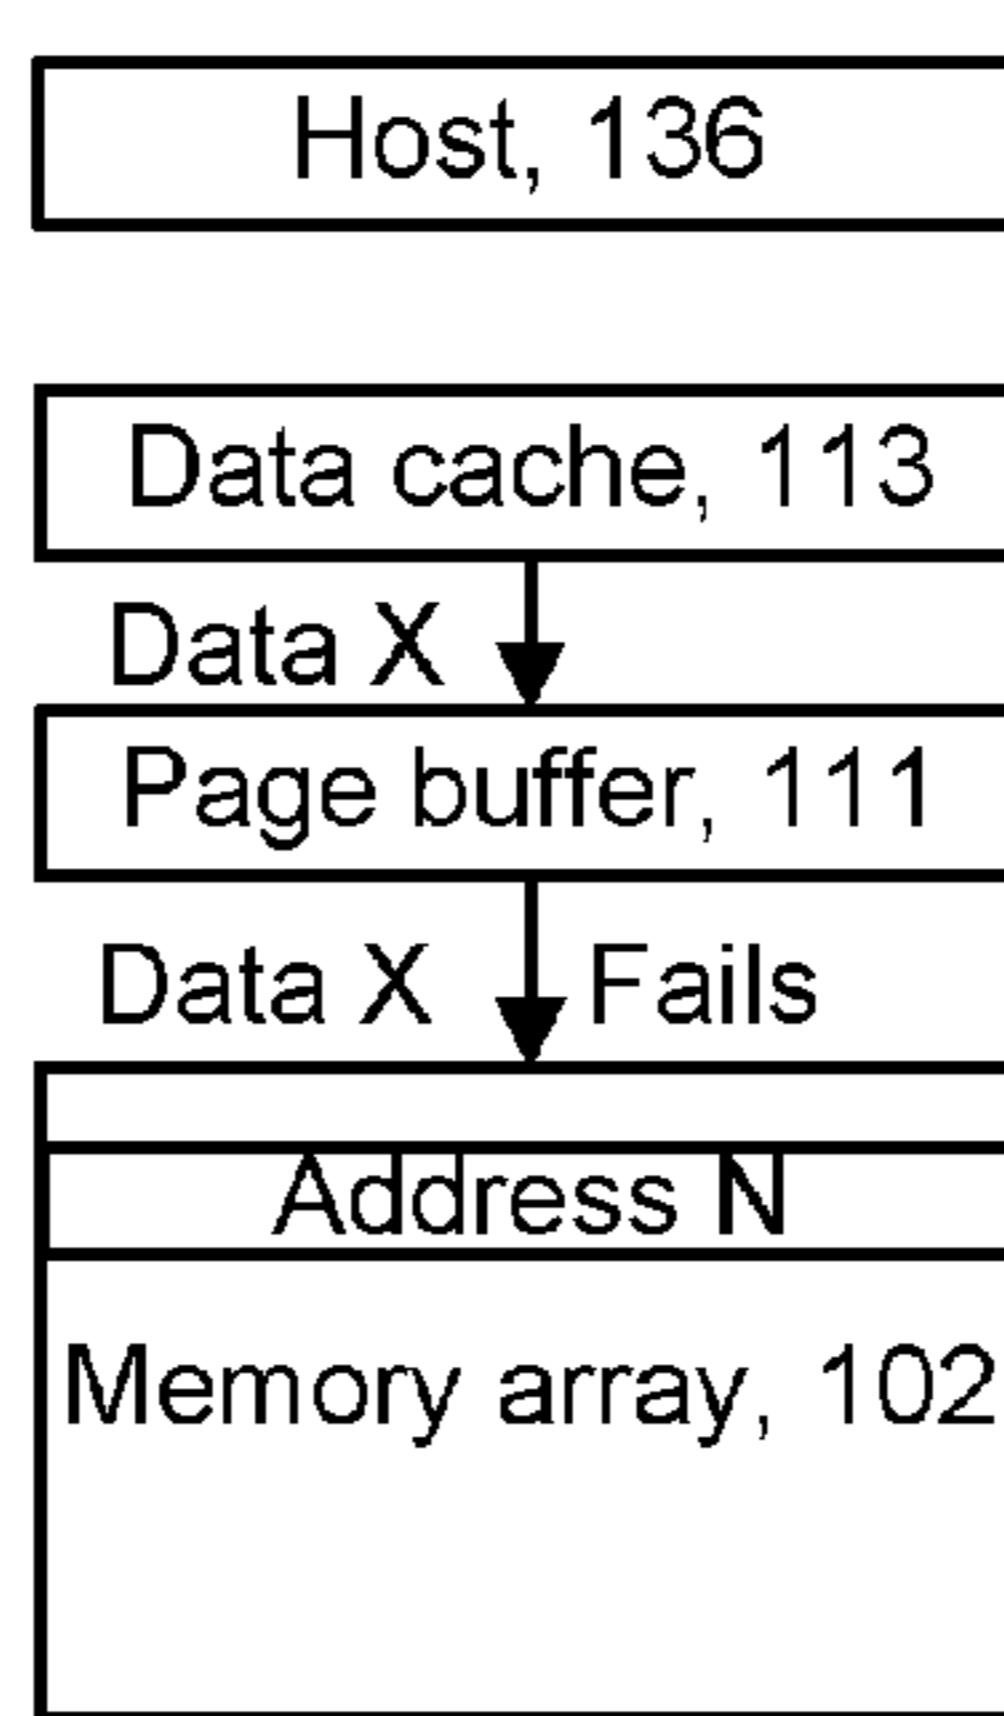 Host, 136
Data cache, 113
Data X
Page buffer, 111
Data X Fails
Address N
Memory array, 102